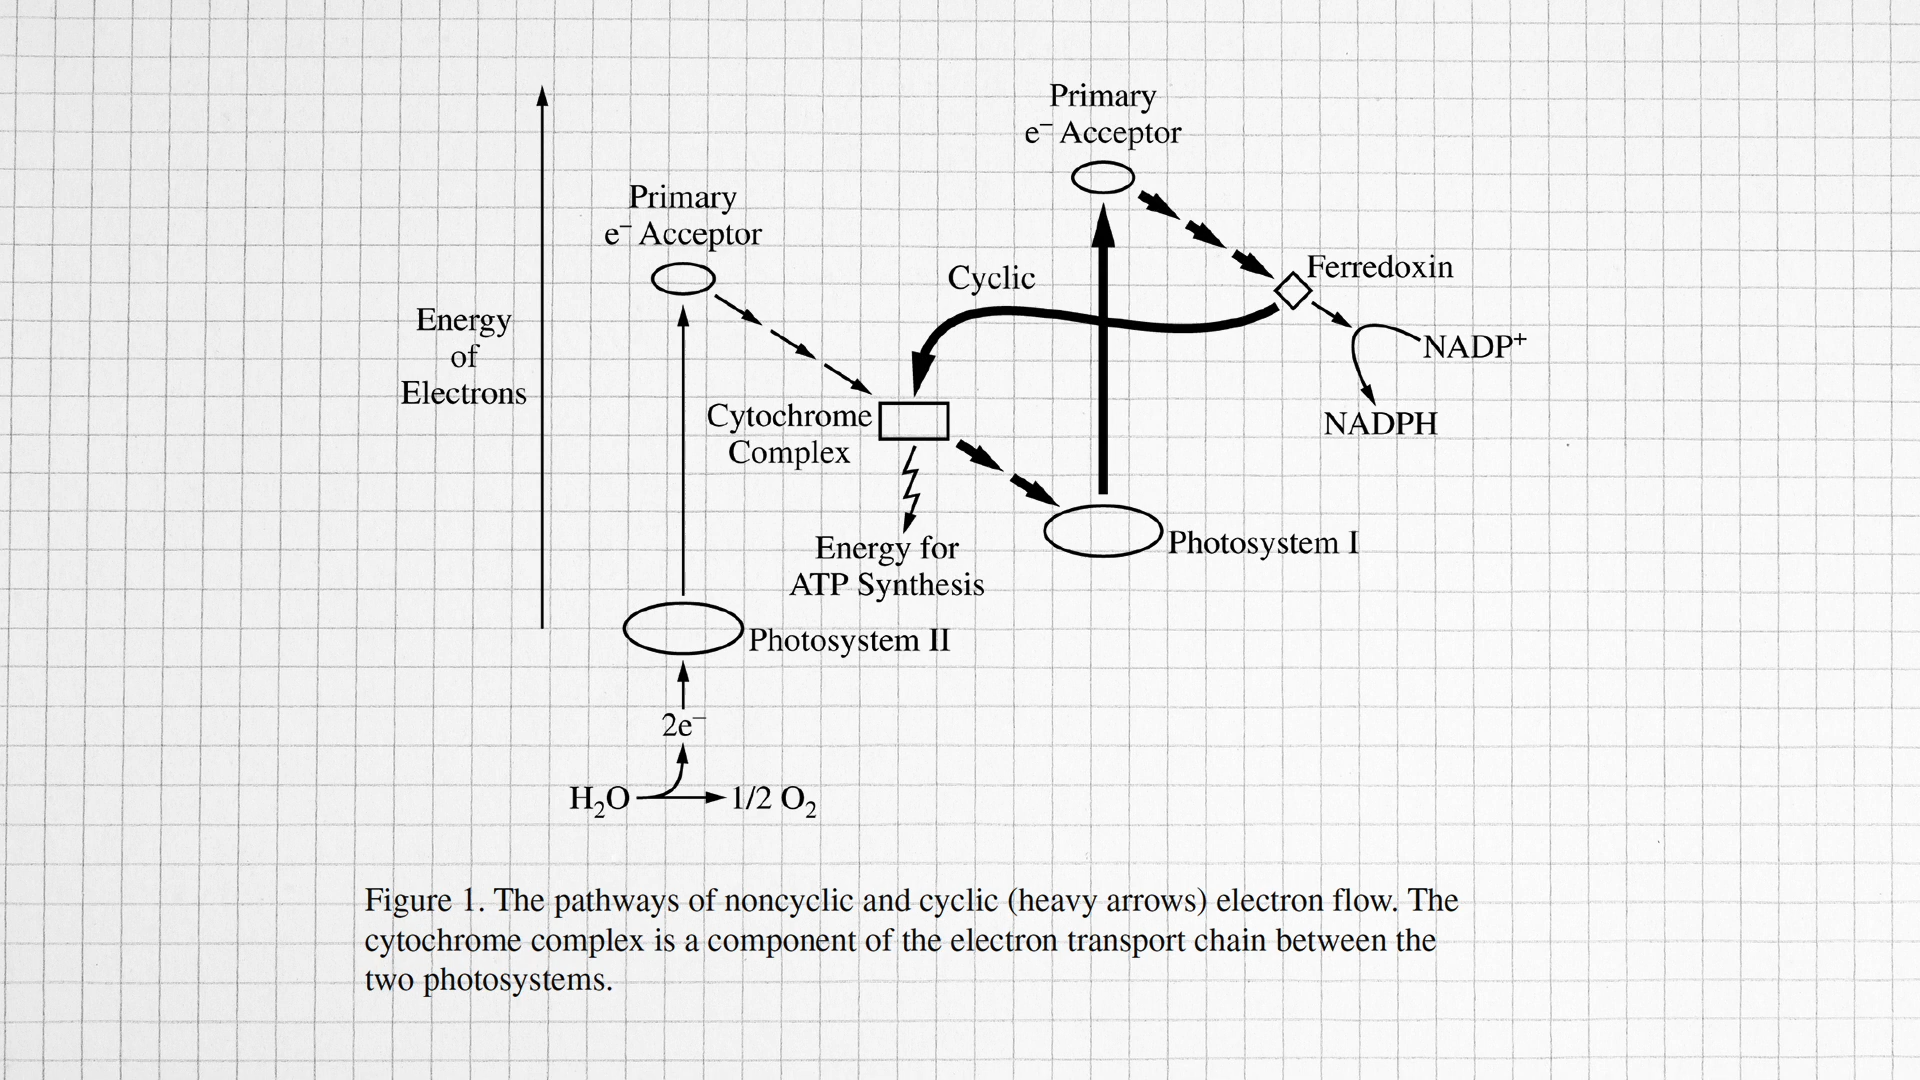 Primary
e⁻ Acceptor
Primary
e⁻ Acceptor
Cyclic
Ferredoxin
Energy
of
Electrons
NADP⁺
Cytochrome
Complex
NADPH
Energy for
ATP Synthesis
Photosystem I
Photosystem II
2e⁻
H₂O
1/2 O₂
Figure 1. The pathways of noncyclic and cyclic (heavy arrows) electron flow. The
cytochrome complex is a component of the electron transport chain between the
two photosystems.